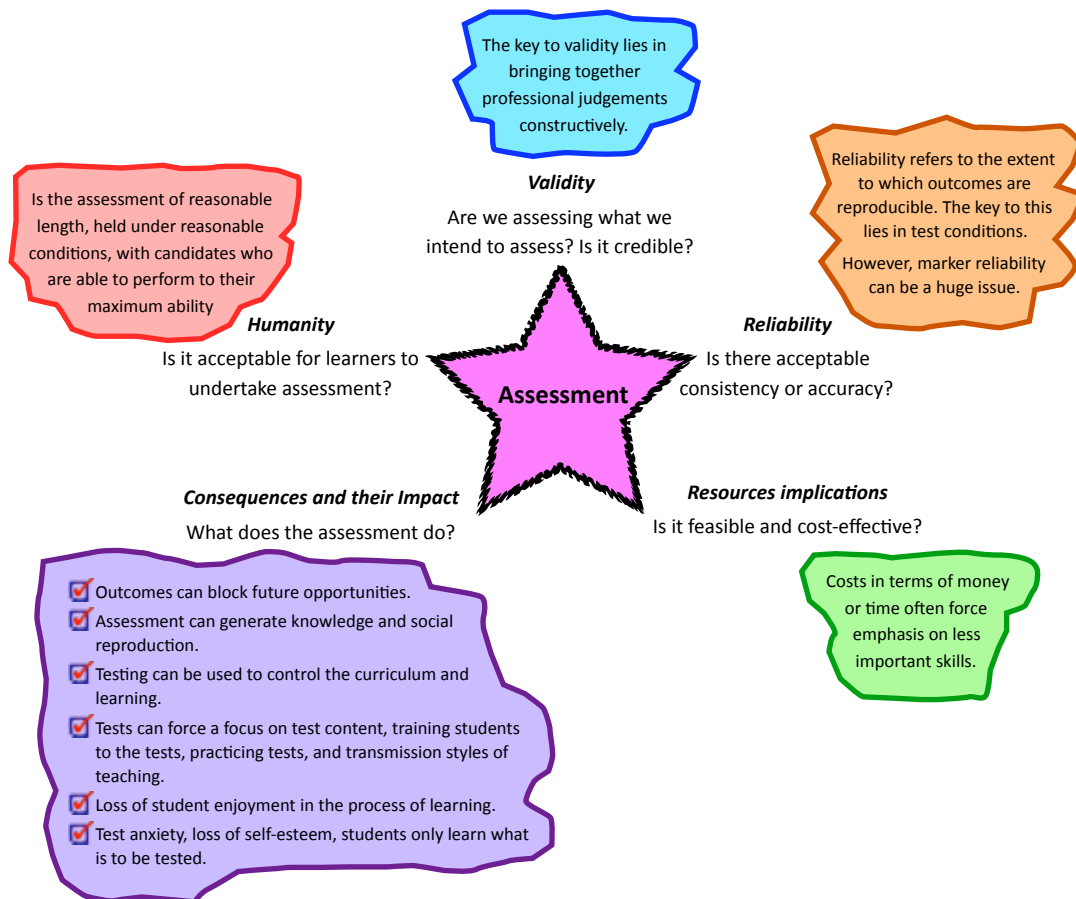 The key to validity lies in
bringing together
professional judgements
constructively.
Validity
Are we assessing what we
intend to assess? Is it credible?
Reliability refers to the extent
to which outcomes are
reproducible. The key to this
lies in test conditions.
However, marker reliability
can be a huge issue.
Is the assessment of reasonable
length, held under reasonable
conditions, with candidates who
are able to perform to their
maximum ability
Humanity
Is it acceptable for learners to
undertake assessment?
Reliability
Is there acceptable
consistency or accuracy?
Assessment
Consequences and their Impact
What does the assessment do?
Resources implications
Is it feasible and cost-effective?
Outcomes can block future opportunities.
Assessment can generate knowledge and social
reproduction.
Testing can be used to control the curriculum and
learning.
Tests can force a focus on test content, training students
to the tests, practicing tests, and transmission styles of
teaching.
Loss of student enjoyment in the process of learning.
Test anxiety, loss of self-esteem, students only learn what
is to be tested.
Costs in terms of money
or time often force
emphasis on less
important skills.